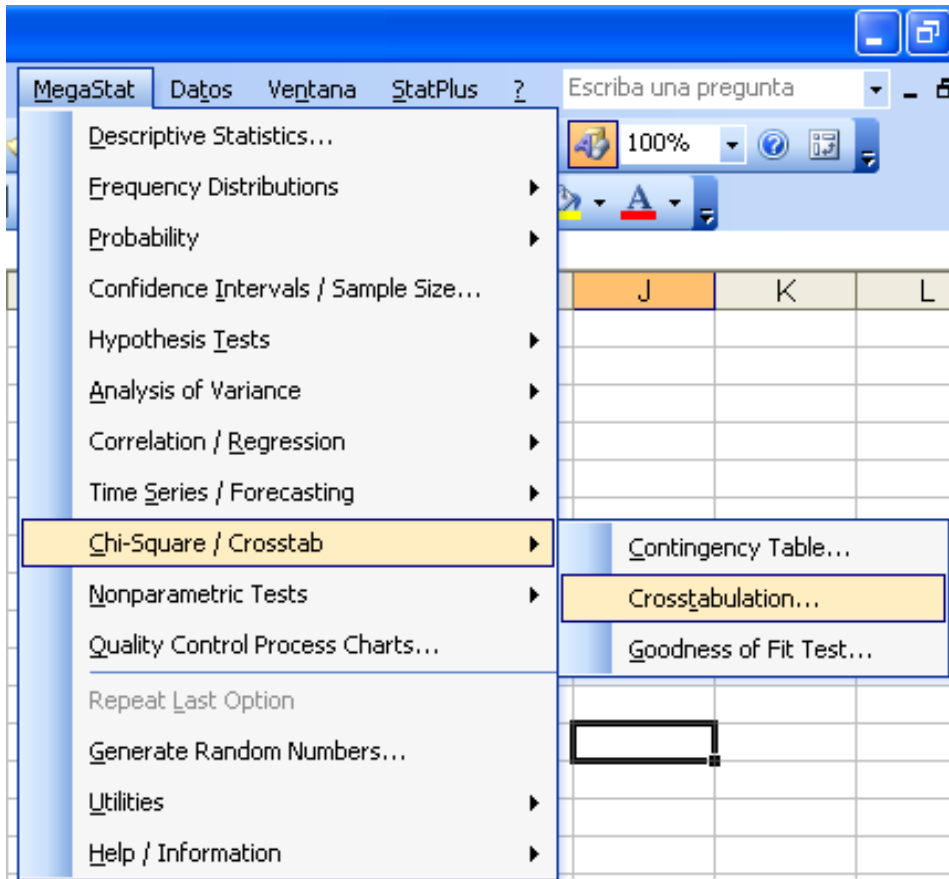 MegaStat Datos Ventana StatPlus ? Escriba una pregunta
Descriptive Statistics...
100%
Frequency Distributions
A
Probability
Confidence Intervals / Sample Size...
J K L
Hypothesis Tests
Analysis of Variance
Correlation / Regression
Time Series / Forecasting
Chi-Square / Crosstab
Contingency Table...
Nonparametric Tests
Crosstabulation...
Quality Control Process Charts...
Goodness of Fit Test...
Repeat Last Option
Generate Random Numbers...
Utilities
Help / Information